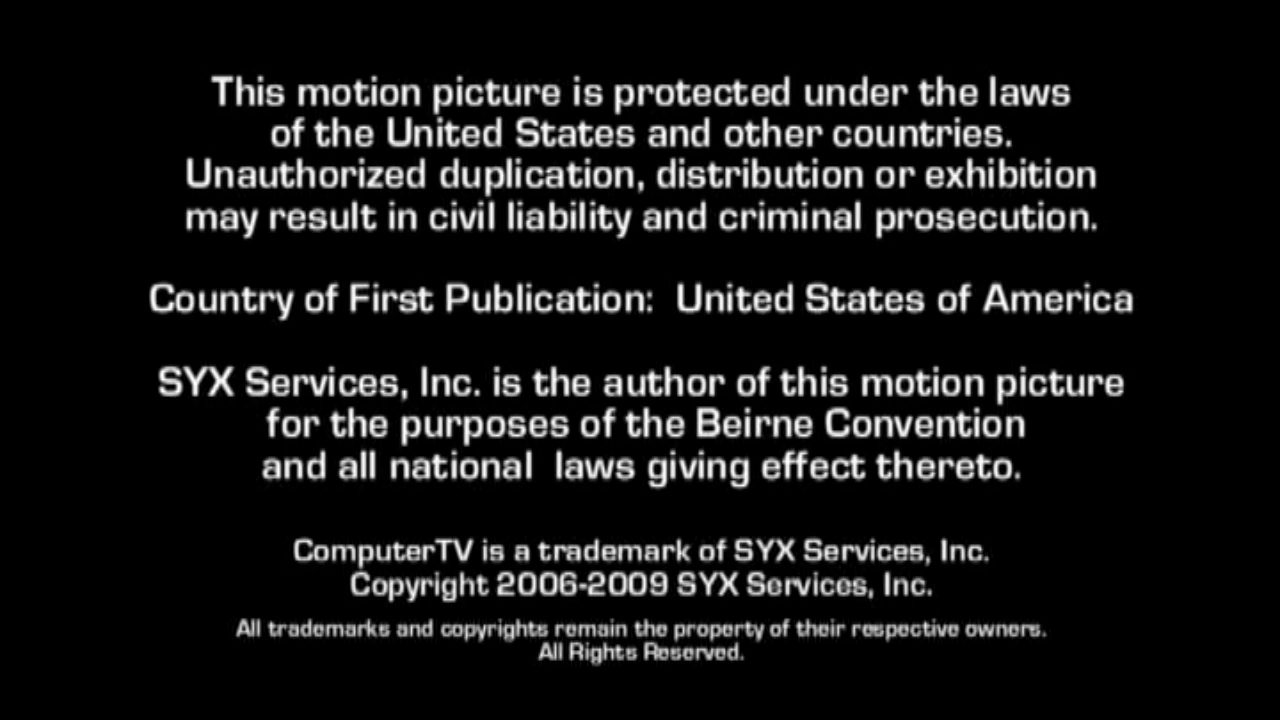 This motion picture is protected under the laws
of the United States and other countries.
Unauthorized duplication, distribution or exhibition
may result in civil liability and criminal prosecution.
Country of First Publication:  United States of America
SYX Services, Inc. is the author of this motion picture
for the purposes of the Beirne Convention
and all national  laws giving effect thereto.
ComputerTV is a trademark of SYX Services, Inc.
Copyright 2006-2009 SYX Services, Inc.
All trademarks and copyrights remain the property of their respective owners.
All Rights Reserved.